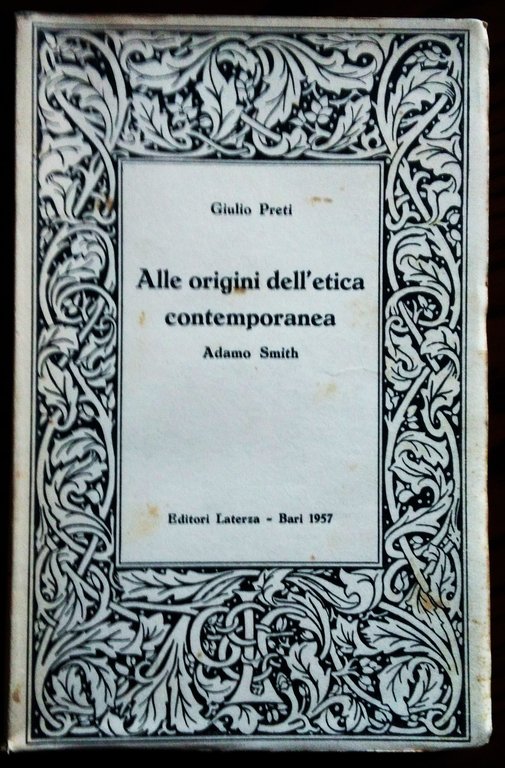 Giulio Preti
Alle origini dell'etica
contemporanea
Adamo Smith
Editori Laterza - Bari 1957